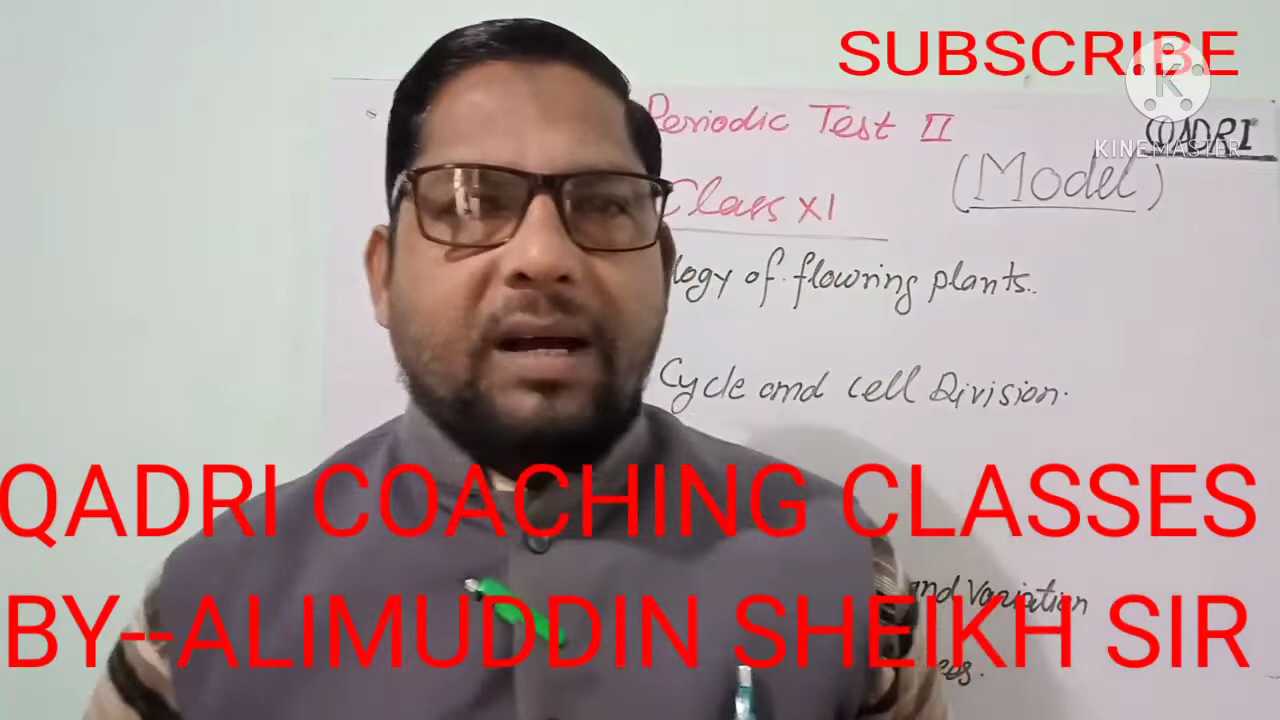 SUBSCRIBE
Periodic Test II
QADRI
KINEMASTER
(Model)
Class XI
logy of flowring plants..
Cycle and cell Division.
QADRI COACHING CLASSES
and Variation
BY--ALIMUDDIN SHEIKH SIR